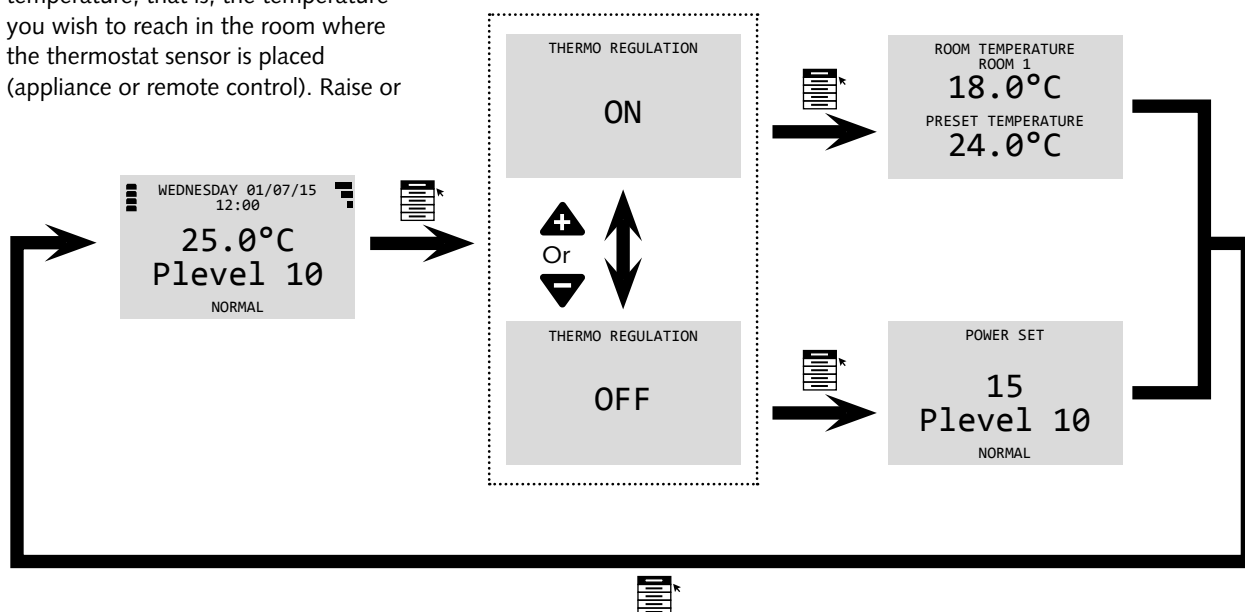 temperature, that is, the temperature
you wish to reach in the room where
the thermostat sensor is placed
(appliance or remote control). Raise or
WEDNESDAY 01/07/15
12:00
25.0°C
Plevel 10
NORMAL
THERMO REGULATION
ON
Or
THERMO REGULATION
OFF
ROOM TEMPERATURE
ROOM 1
18.0°C
PRESET TEMPERATURE
24.0°C
POWER SET
15
Plevel 10
NORMAL